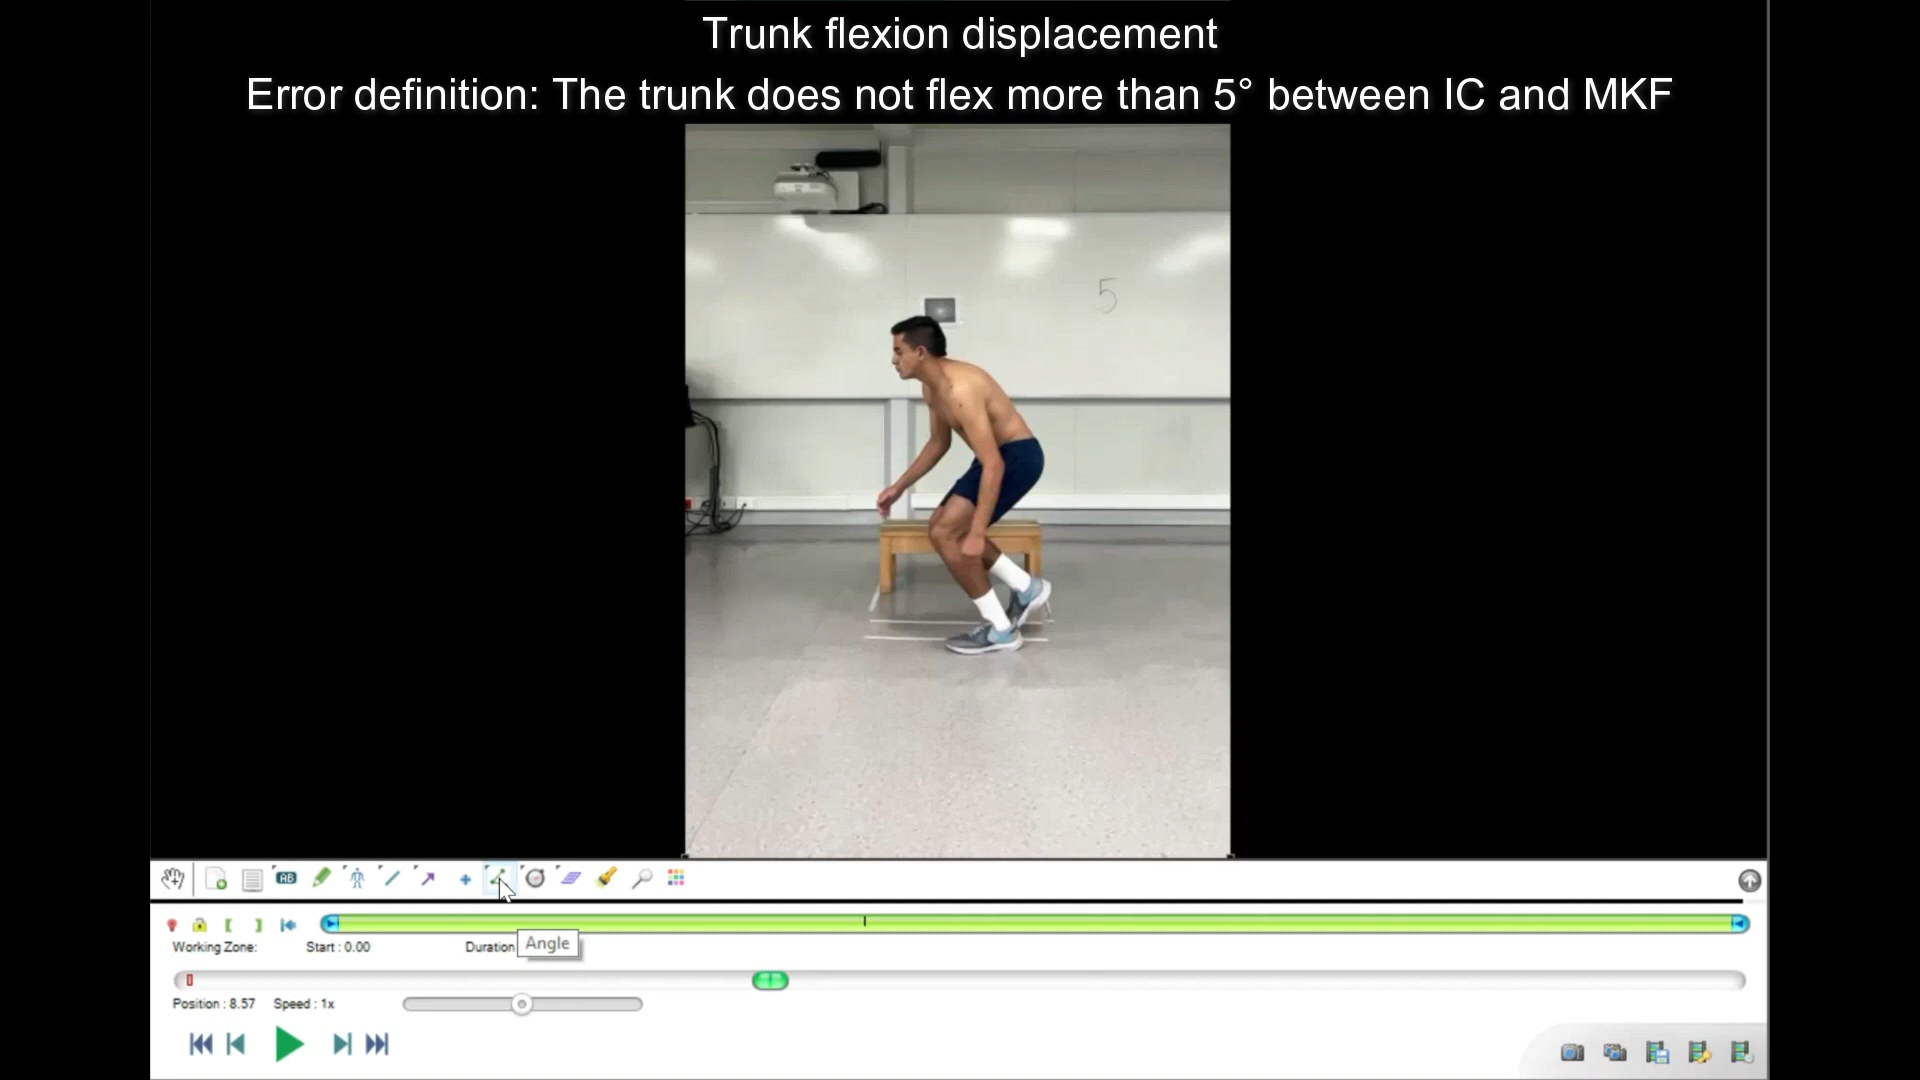 Trunk flexion displacement
Error definition: The trunk does not flex more than 5° between IC and MKF
5
AB
Working Zone: Start : 0.00 Duration
Angle
Position : 8.57 Speed : 1x